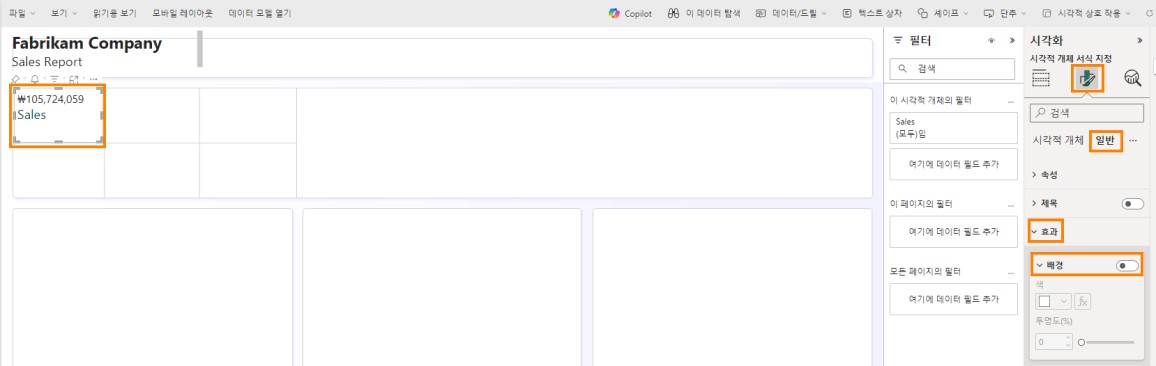 파일 보기 읽기용 보기 모바일 레이아웃 데이터 모델 열기 Copilot 이 데이터 탐색 데이터/드릴 텍스트 상자 셰이프 단추 시각적 상호 작용
Fabrikam Company
Sales Report
₩105,724,059
Sales
필터
검색
이 시각적 개체의 필터 ...
Sales
(모두)임
여기에 데이터 필드 추가
이 페이지의 필터 ...
여기에 데이터 필드 추가
모든 페이지의 필터 ...
여기에 데이터 필드 추가
시각화
시각적 개체 서식 지정
검색
시각적 개체 일반 ...
속성
제목
효과
배경
색
fx
투명도(%)
0